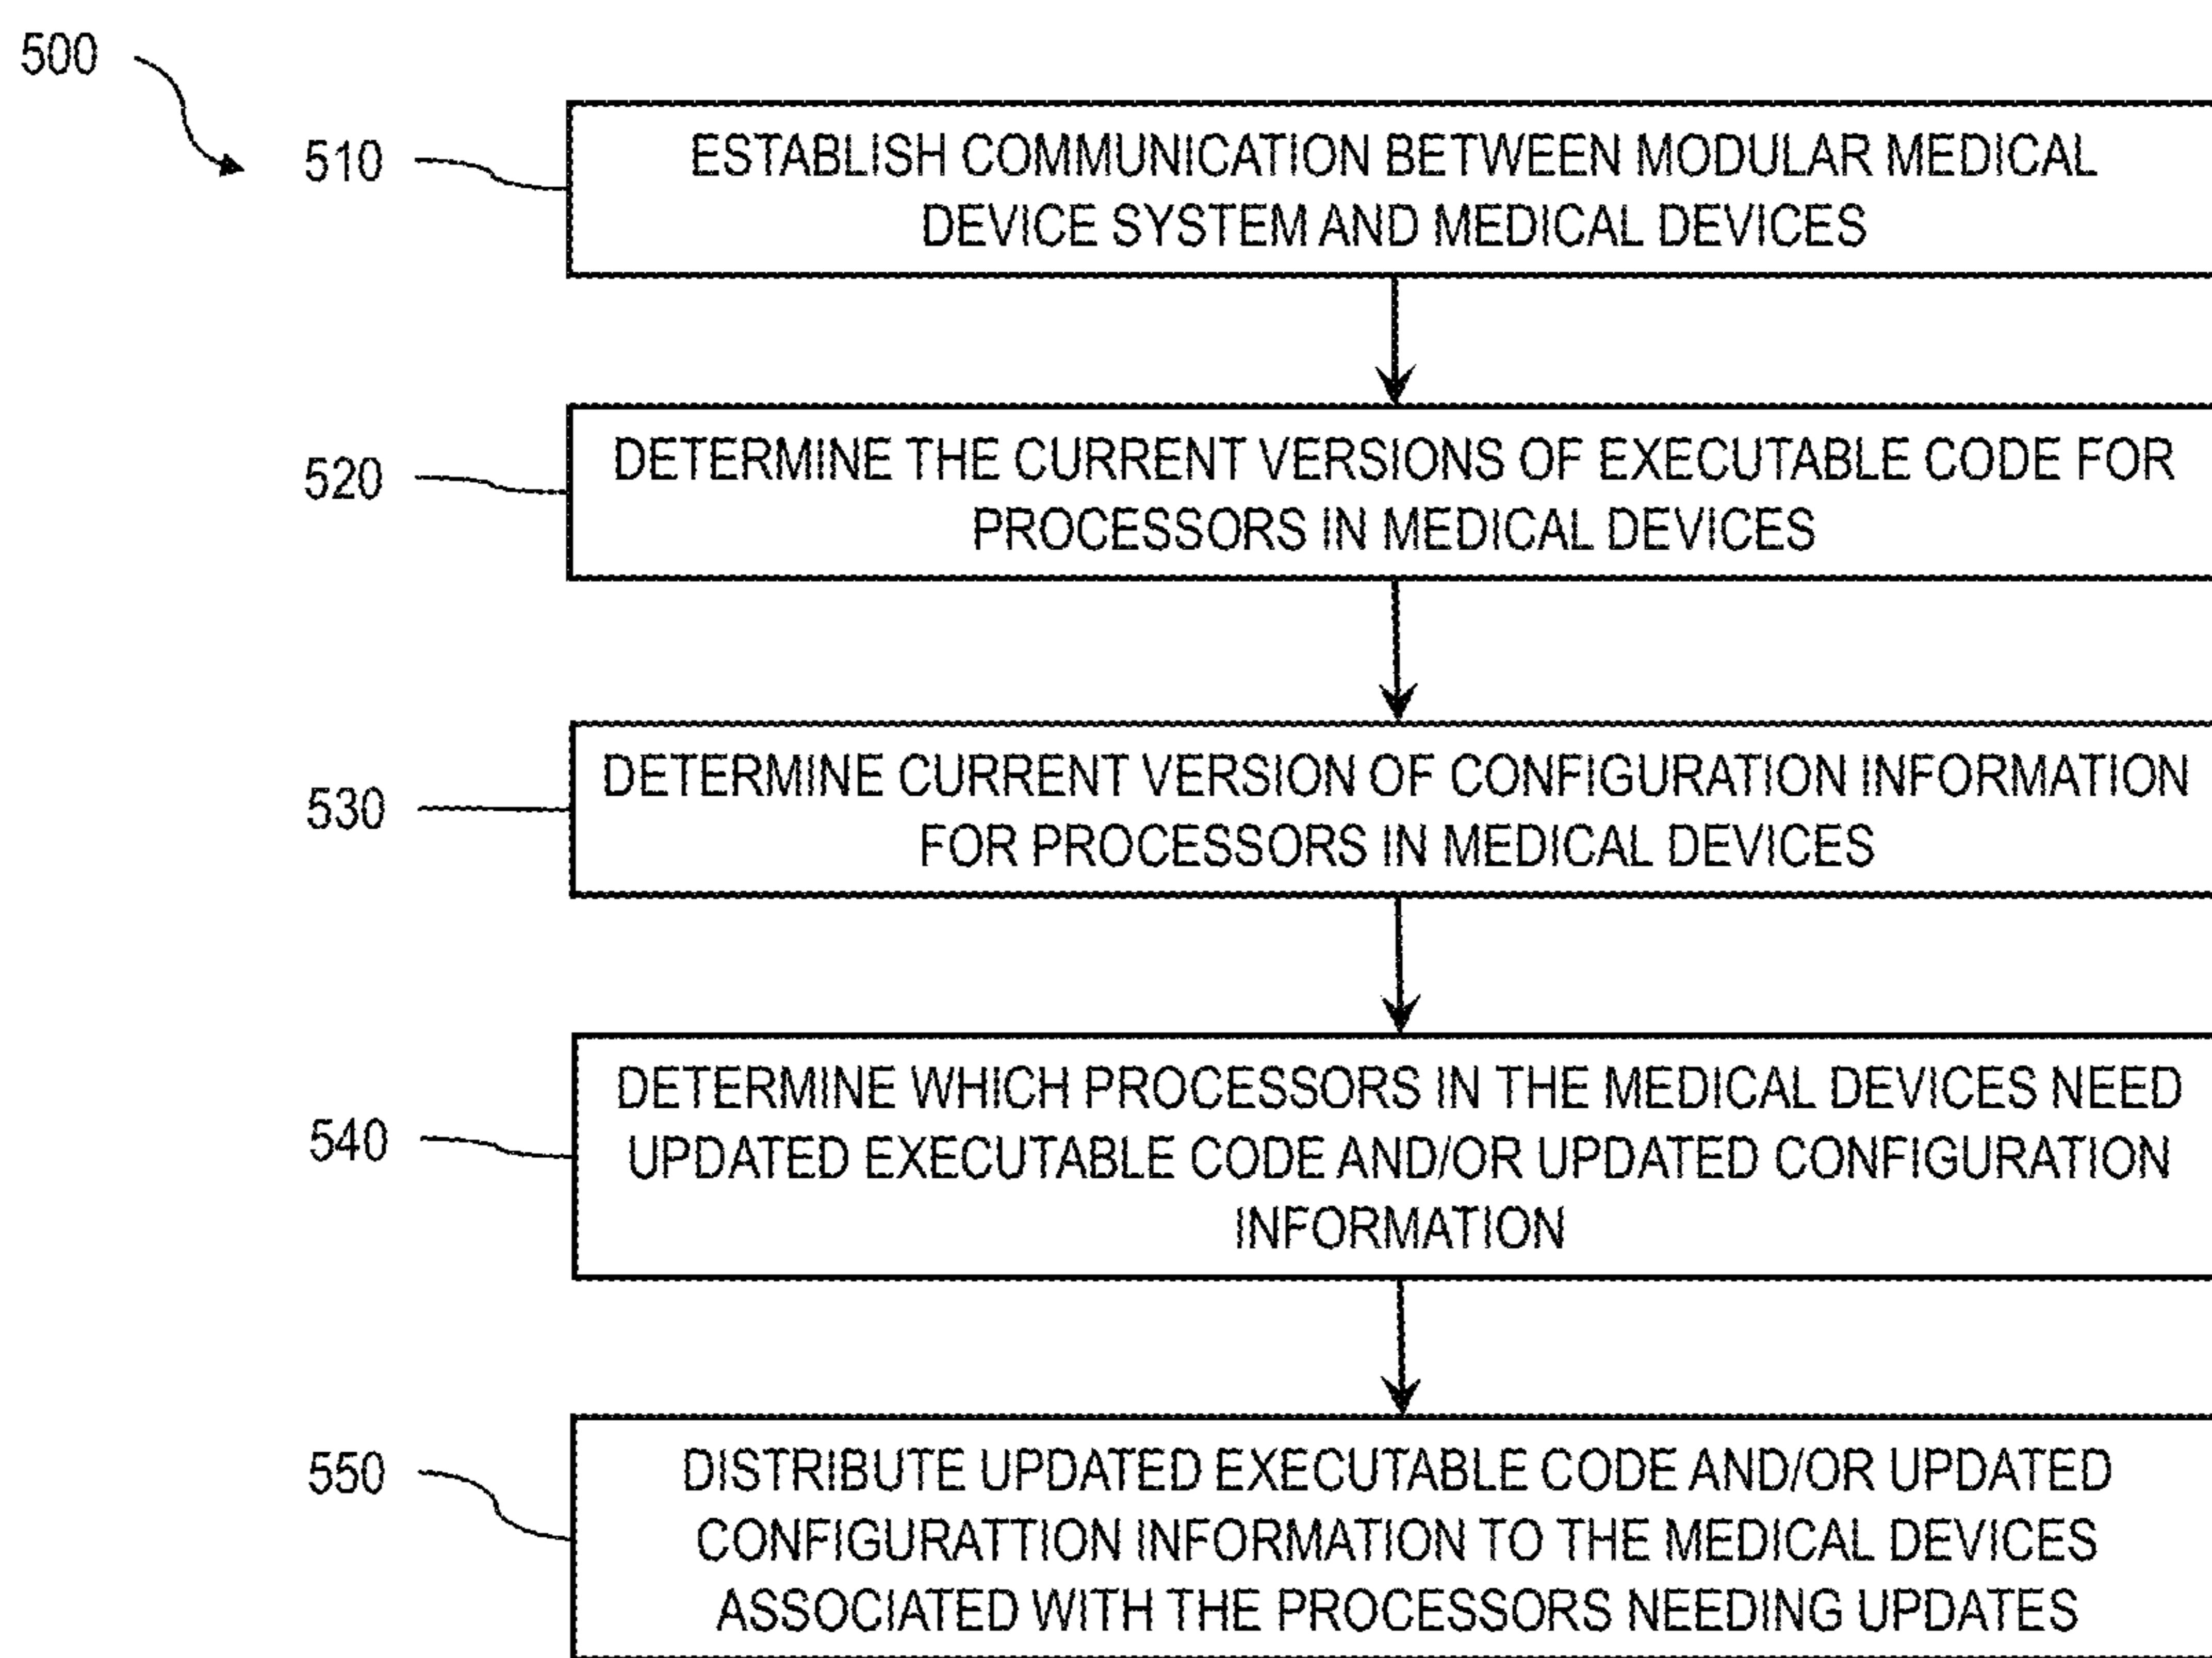 500
510
ESTABLISH COMMUNICATION BETWEEN MODULAR MEDICAL
DEVICE SYSTEM AND MEDICAL DEVICES
520
DETERMINE THE CURRENT VERSIONS OF EXECUTABLE CODE FOR
PROCESSORS IN MEDICAL DEVICES
530
DETERMINE CURRENT VERSION OF CONFIGURATION INFORMATION
FOR PROCESSORS IN MEDICAL DEVICES
540
DETERMINE WHICH PROCESSORS IN THE MEDICAL DEVICES NEED
UPDATED EXECUTABLE CODE AND/OR UPDATED CONFIGURATION
INFORMATION
550
DISTRIBUTE UPDATED EXECUTABLE CODE AND/OR UPDATED
CONFIGURATTION INFORMATION TO THE MEDICAL DEVICES
ASSOCIATED WITH THE PROCESSORS NEEDING UPDATES